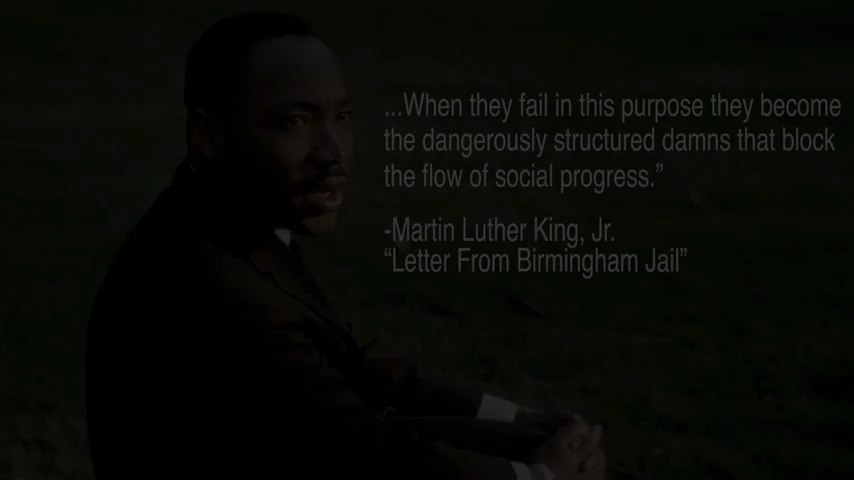 ...When they fail in this purpose they become
the dangerously structured damns that block
the flow of social progress.”
-Martin Luther King, Jr.
“Letter From Birmingham Jail”